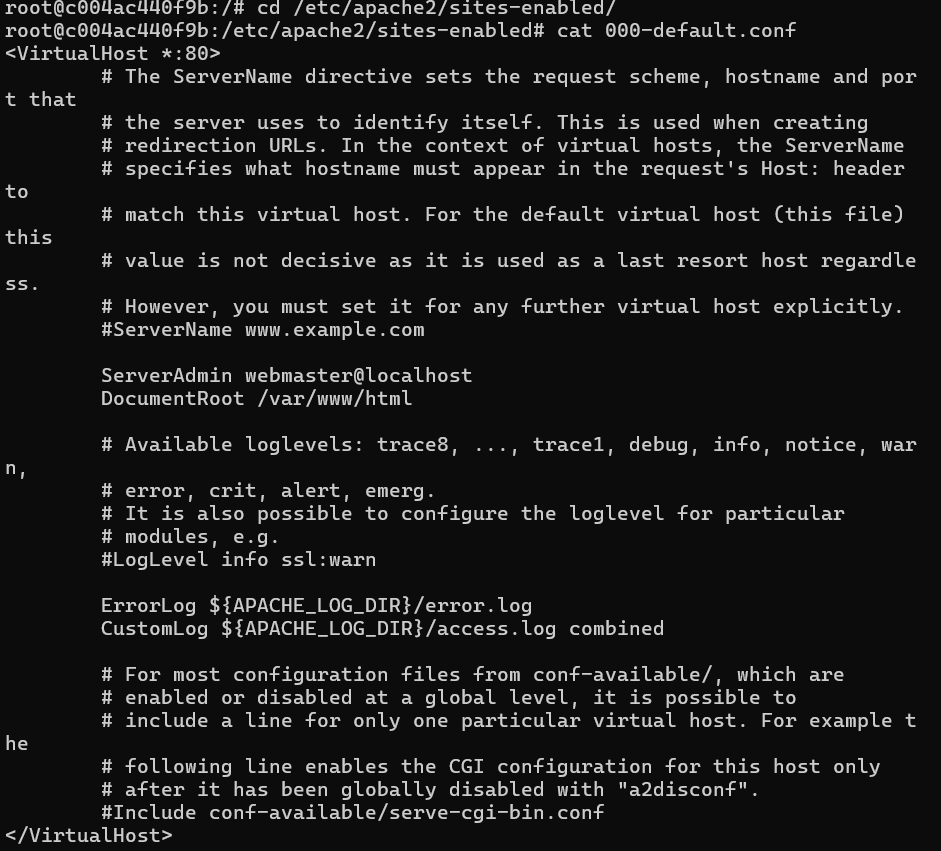 root@c004ac440f9b:/# cd /etc/apache2/sites-enabled/
root@c004ac440f9b:/etc/apache2/sites-enabled# cat 000-default.conf
<VirtualHost *:80>
        # The ServerName directive sets the request scheme, hostname and por
t that
        # the server uses to identify itself. This is used when creating
        # redirection URLs. In the context of virtual hosts, the ServerName
        # specifies what hostname must appear in the request's Host: header
to
        # match this virtual host. For the default virtual host (this file)
this
        # value is not decisive as it is used as a last resort host regardle
ss.
        # However, you must set it for any further virtual host explicitly.
        #ServerName www.example.com

        ServerAdmin webmaster@localhost
        DocumentRoot /var/www/html

        # Available loglevels: trace8, ..., trace1, debug, info, notice, war
n,
        # error, crit, alert, emerg.
        # It is also possible to configure the loglevel for particular
        # modules, e.g.
        #LogLevel info ssl:warn

        ErrorLog ${APACHE_LOG_DIR}/error.log
        CustomLog ${APACHE_LOG_DIR}/access.log combined

        # For most configuration files from conf-available/, which are
        # enabled or disabled at a global level, it is possible to
        # include a line for only one particular virtual host. For example t
he
        # following line enables the CGI configuration for this host only
        # after it has been globally disabled with "a2disconf".
        #Include conf-available/serve-cgi-bin.conf
</VirtualHost>